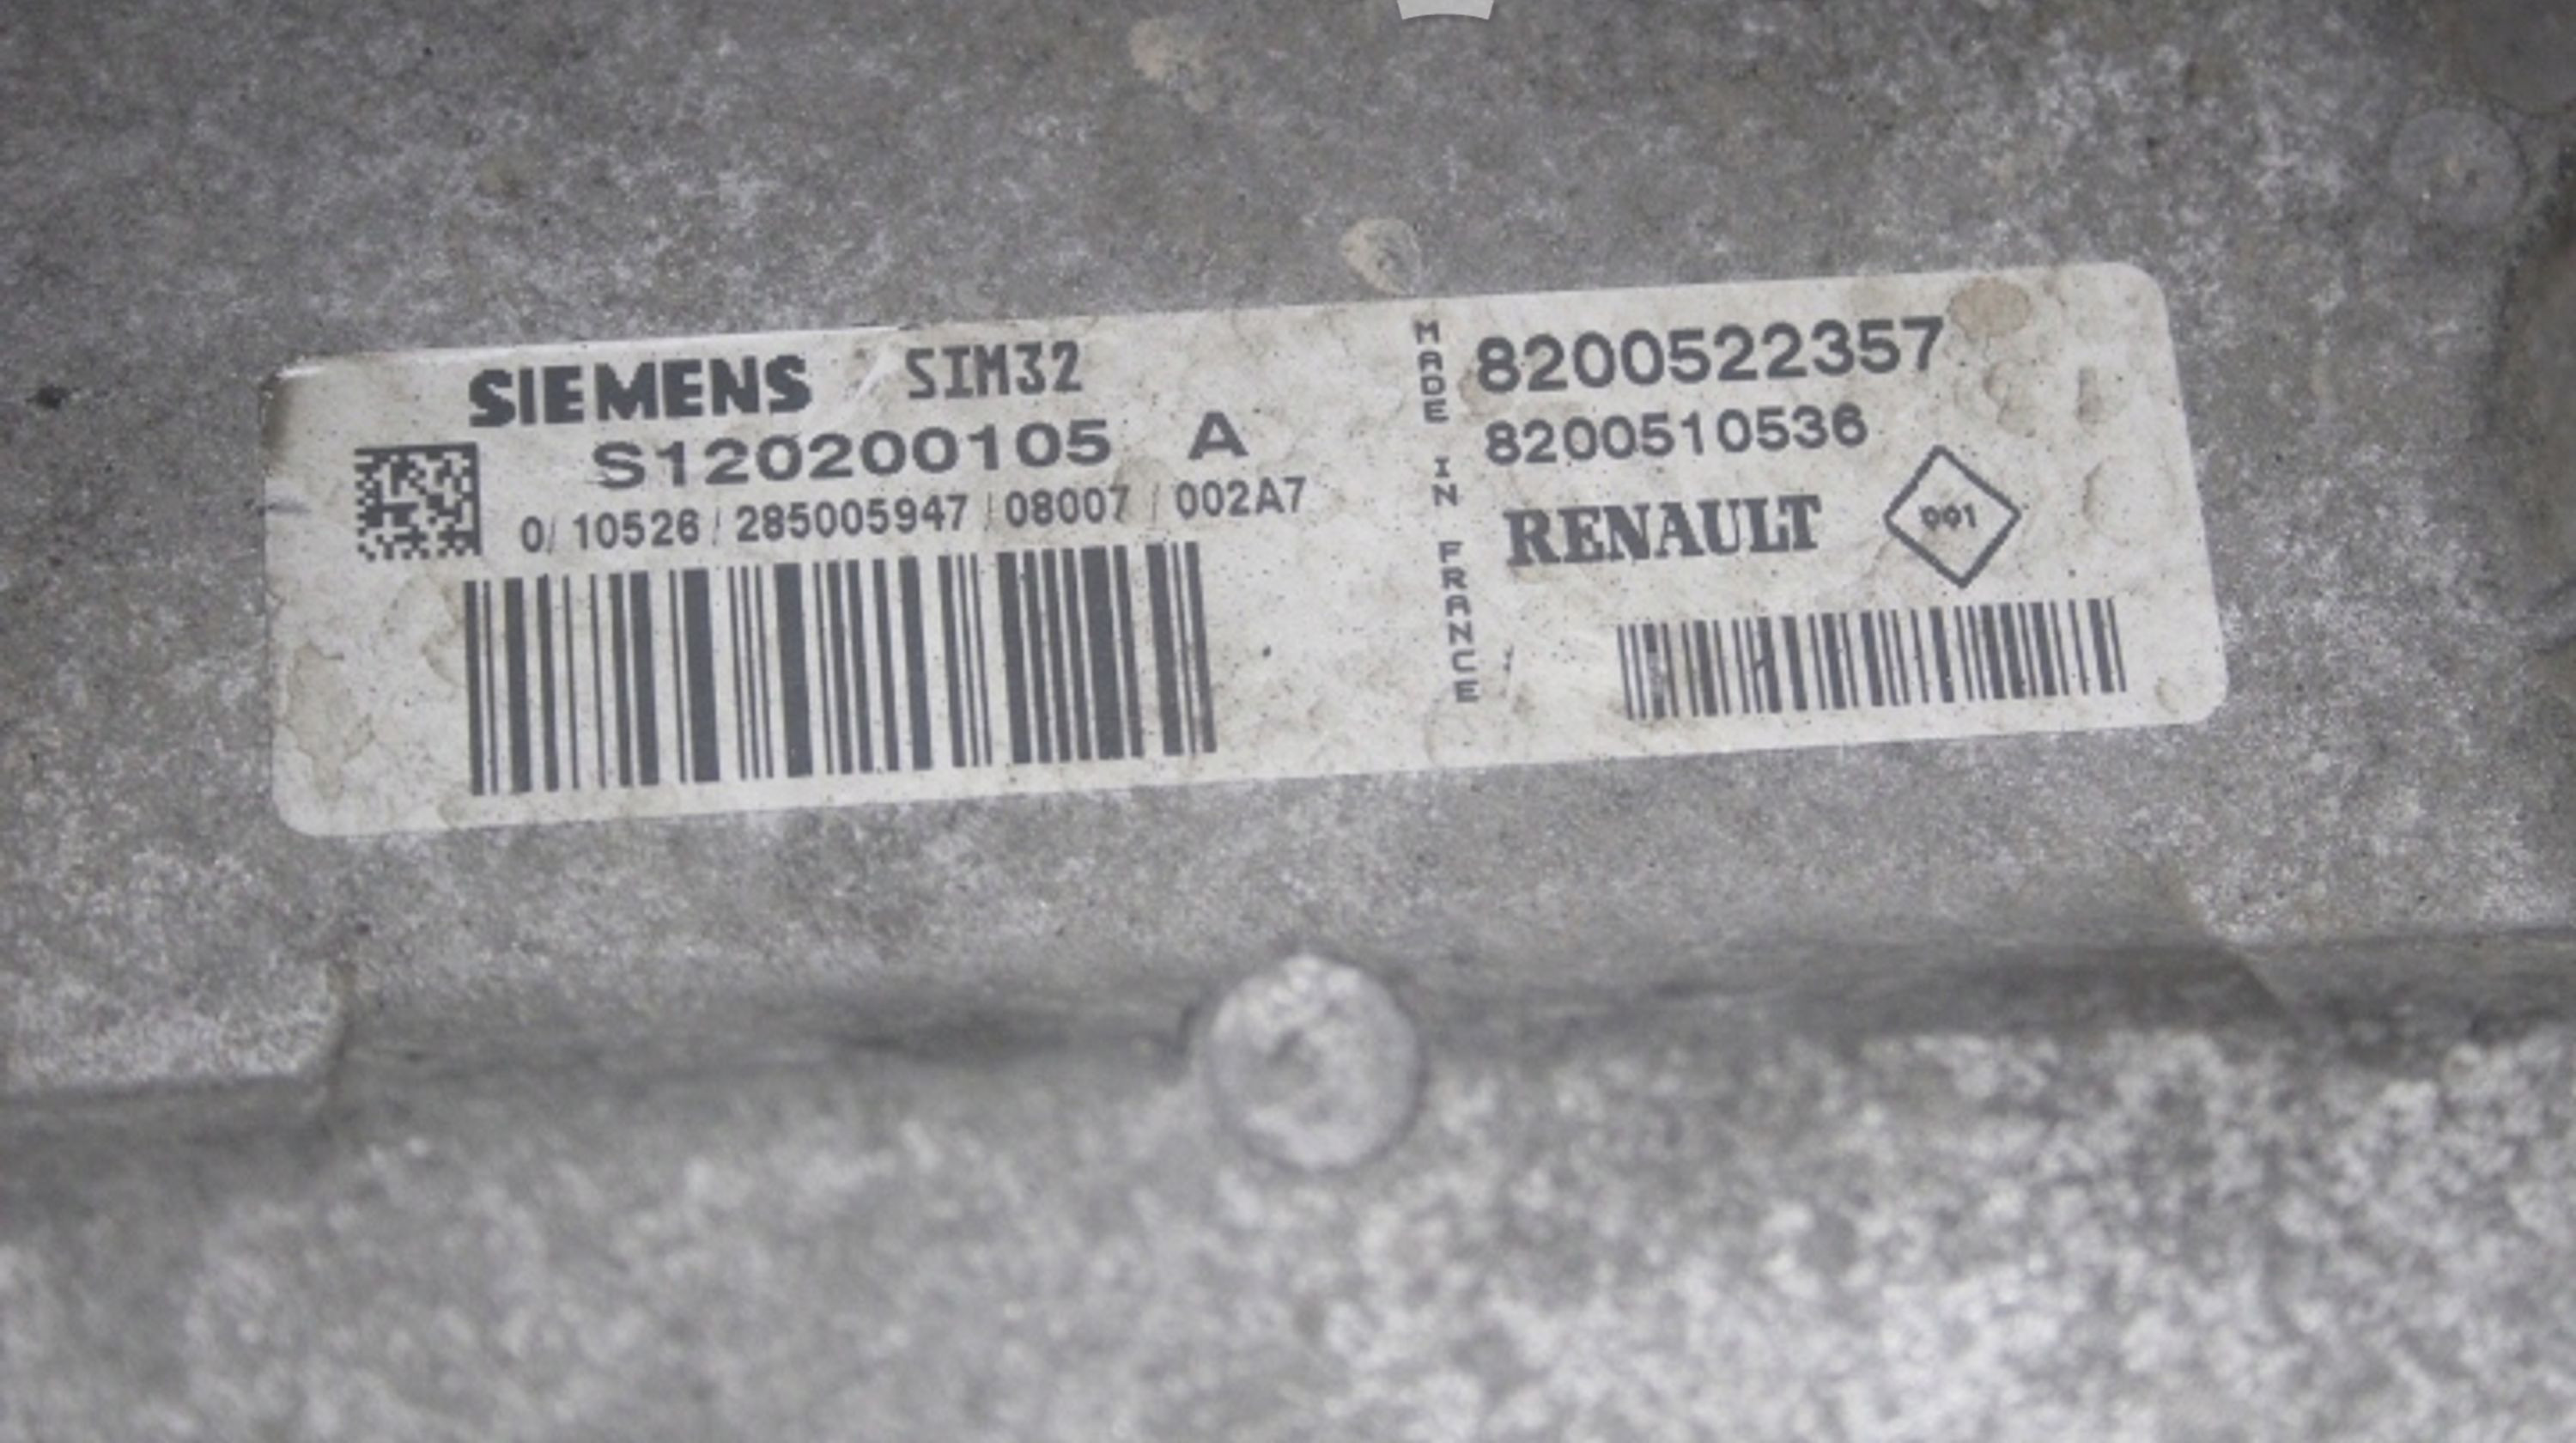 SIEMENS SIM32
S120200105 A
0/ 10526 / 285005947 / 08007 / 002A7
MADE IN FRANCE
8200522357
8200510536
RENAULT 001